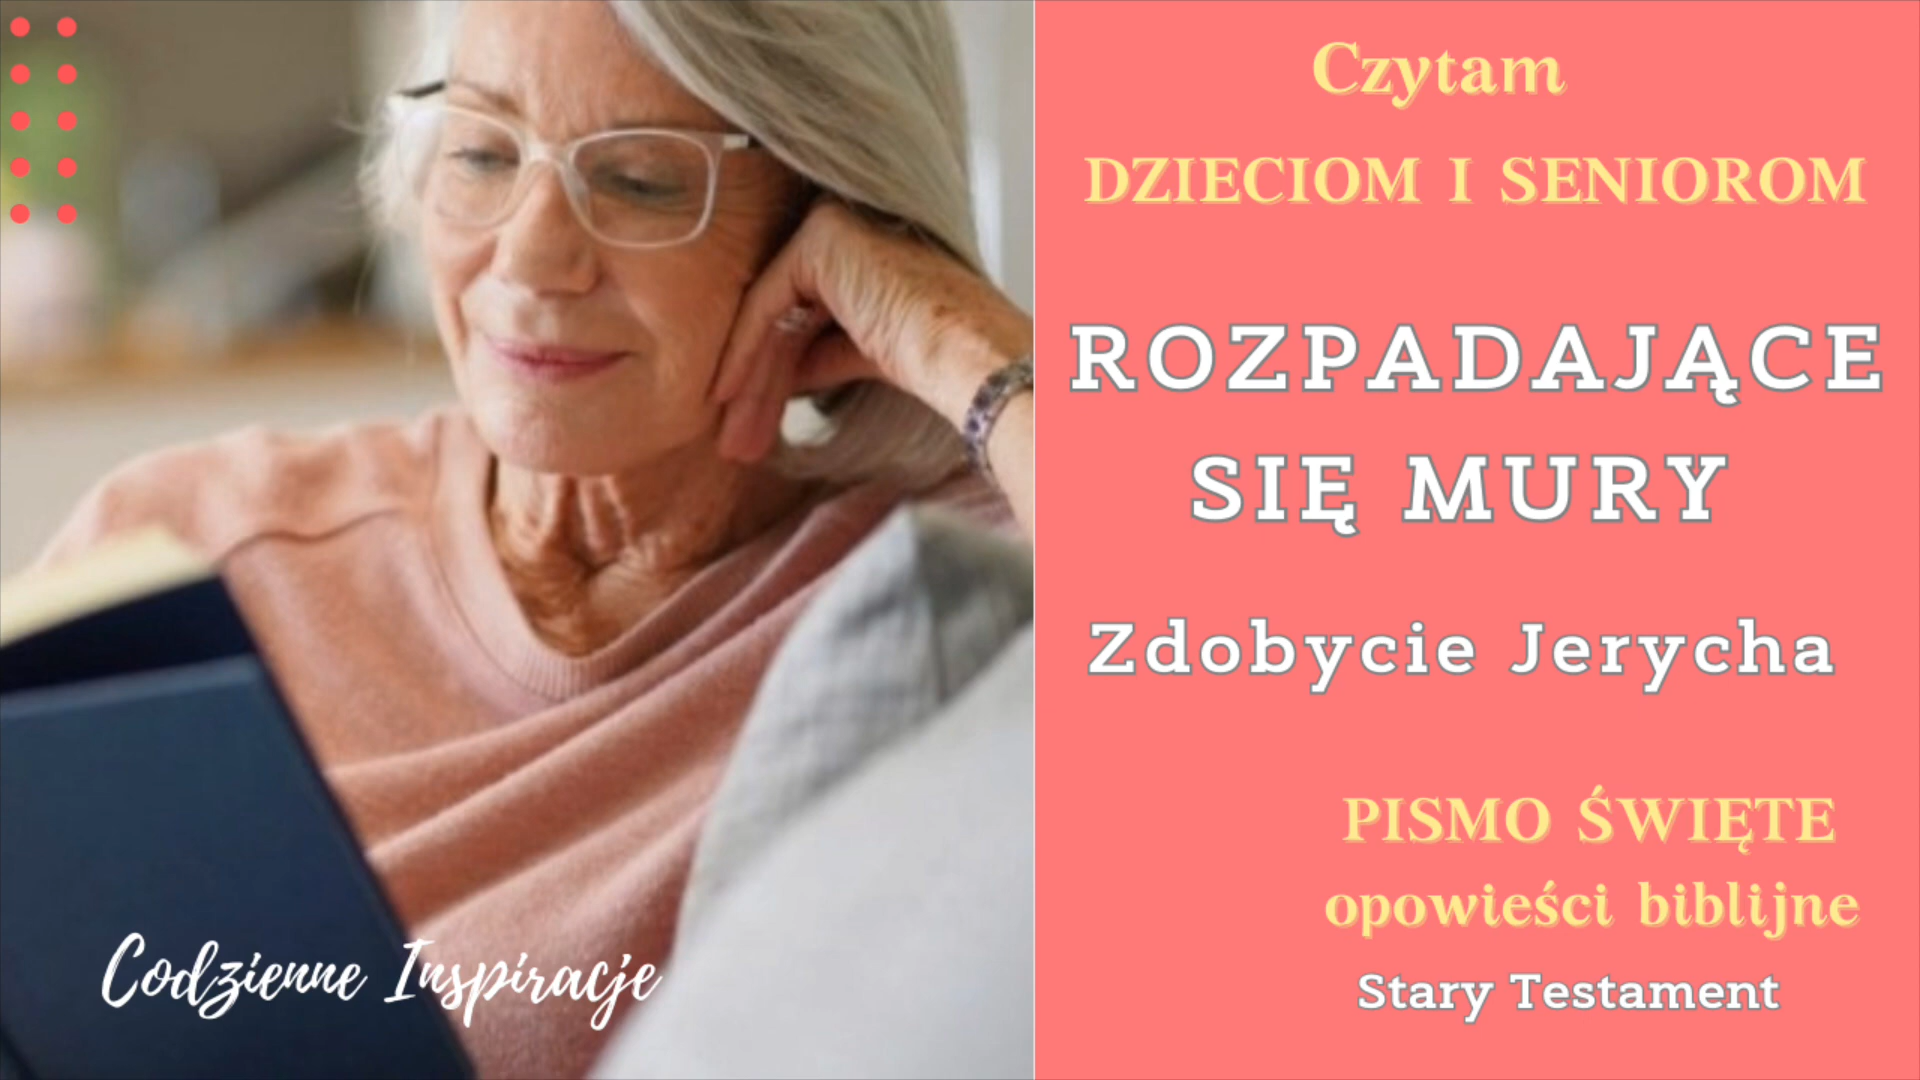 Czytam
DZIECIOM I SENIOROM
ROZPADAJĄCE
SIĘ MURY
Zdobycie Jerycha
PISMO ŚWIĘTE
opowieści biblijne
Stary Testament
Codzienne Inspiracje